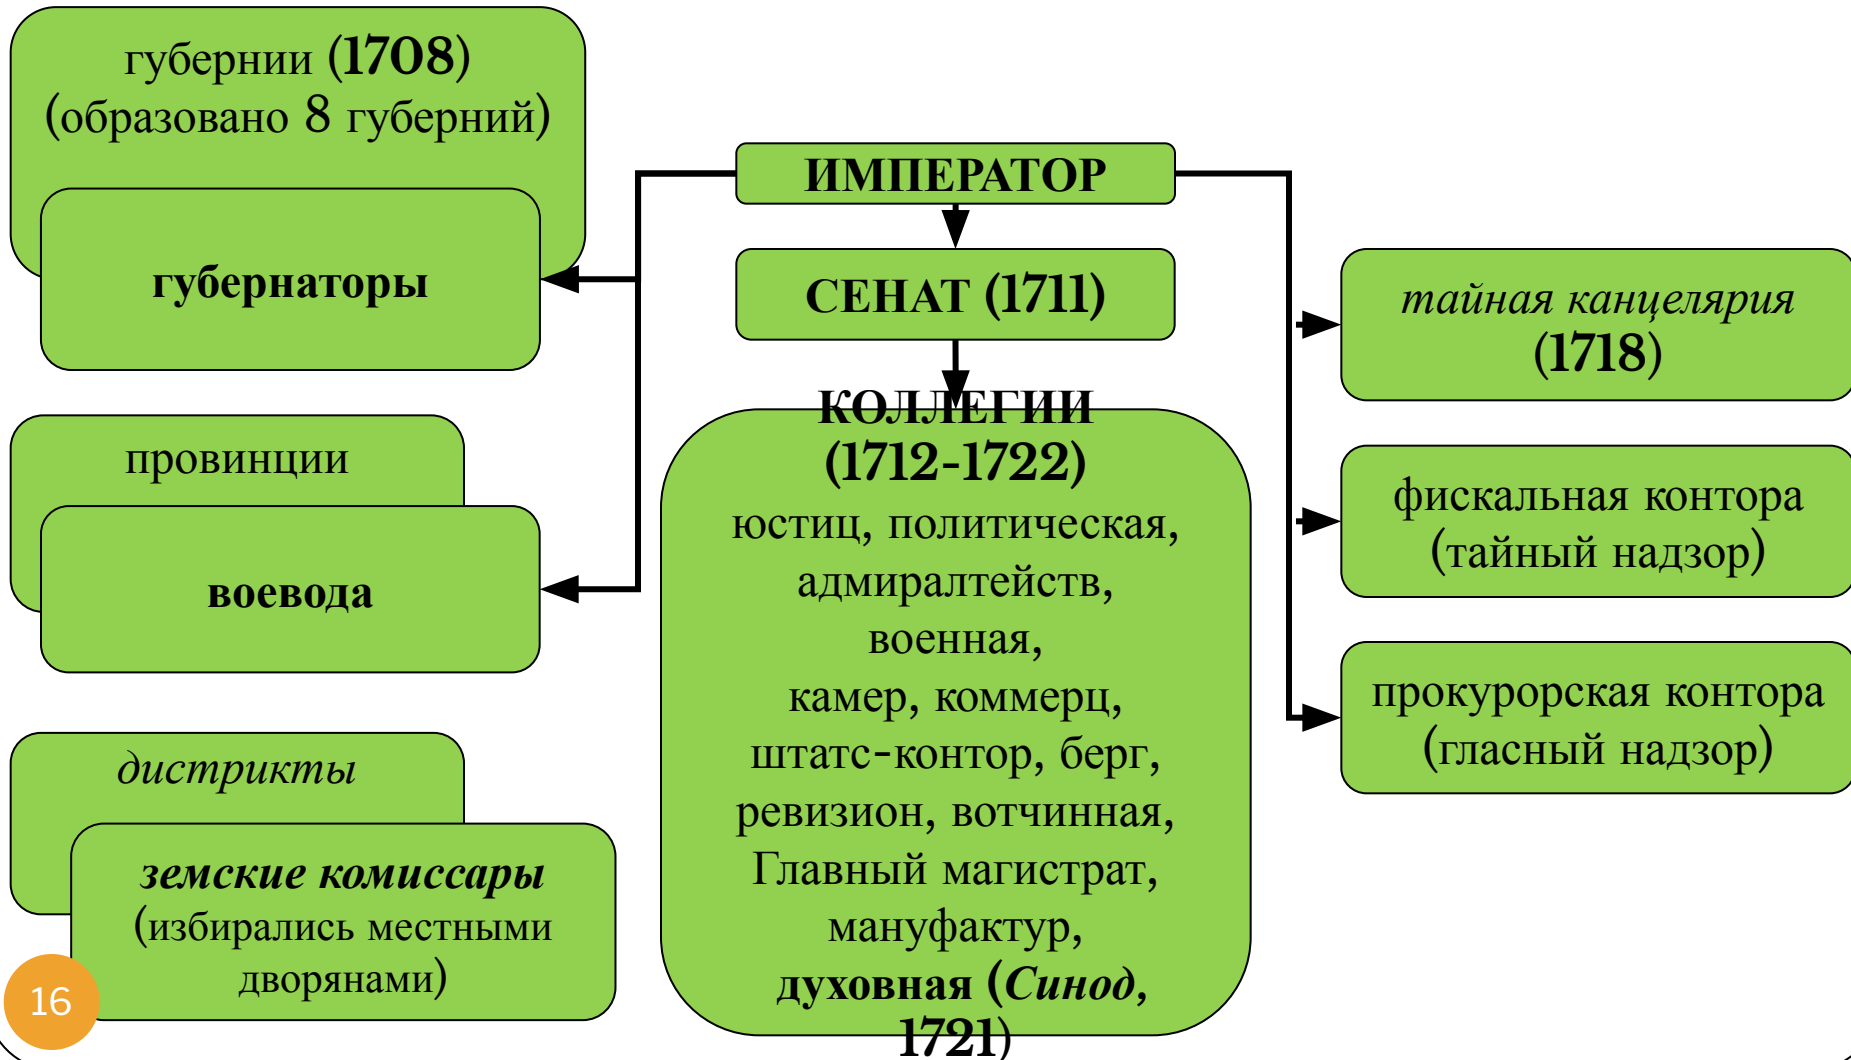 губернии (1708)
(образовано 8 губерний)
губернаторы
провинции
воевода
дистрикты
земские комиссары
(избирались местными
дворянами)
16
ИМПЕРАТОР
СЕНАТ (1711)
КОЛЛЕГИИ
(1712-1722)
юстиц, политическая,
адмиралтейств,
военная,
камер, коммерц,
штатс-контор, берг,
ревизион, вотчинная,
Главный магистрат,
мануфактур,
духовная (Синод,
1721)
тайная канцелярия
(1718)
фискальная контора
(тайный надзор)
прокурорская контора
(гласный надзор)